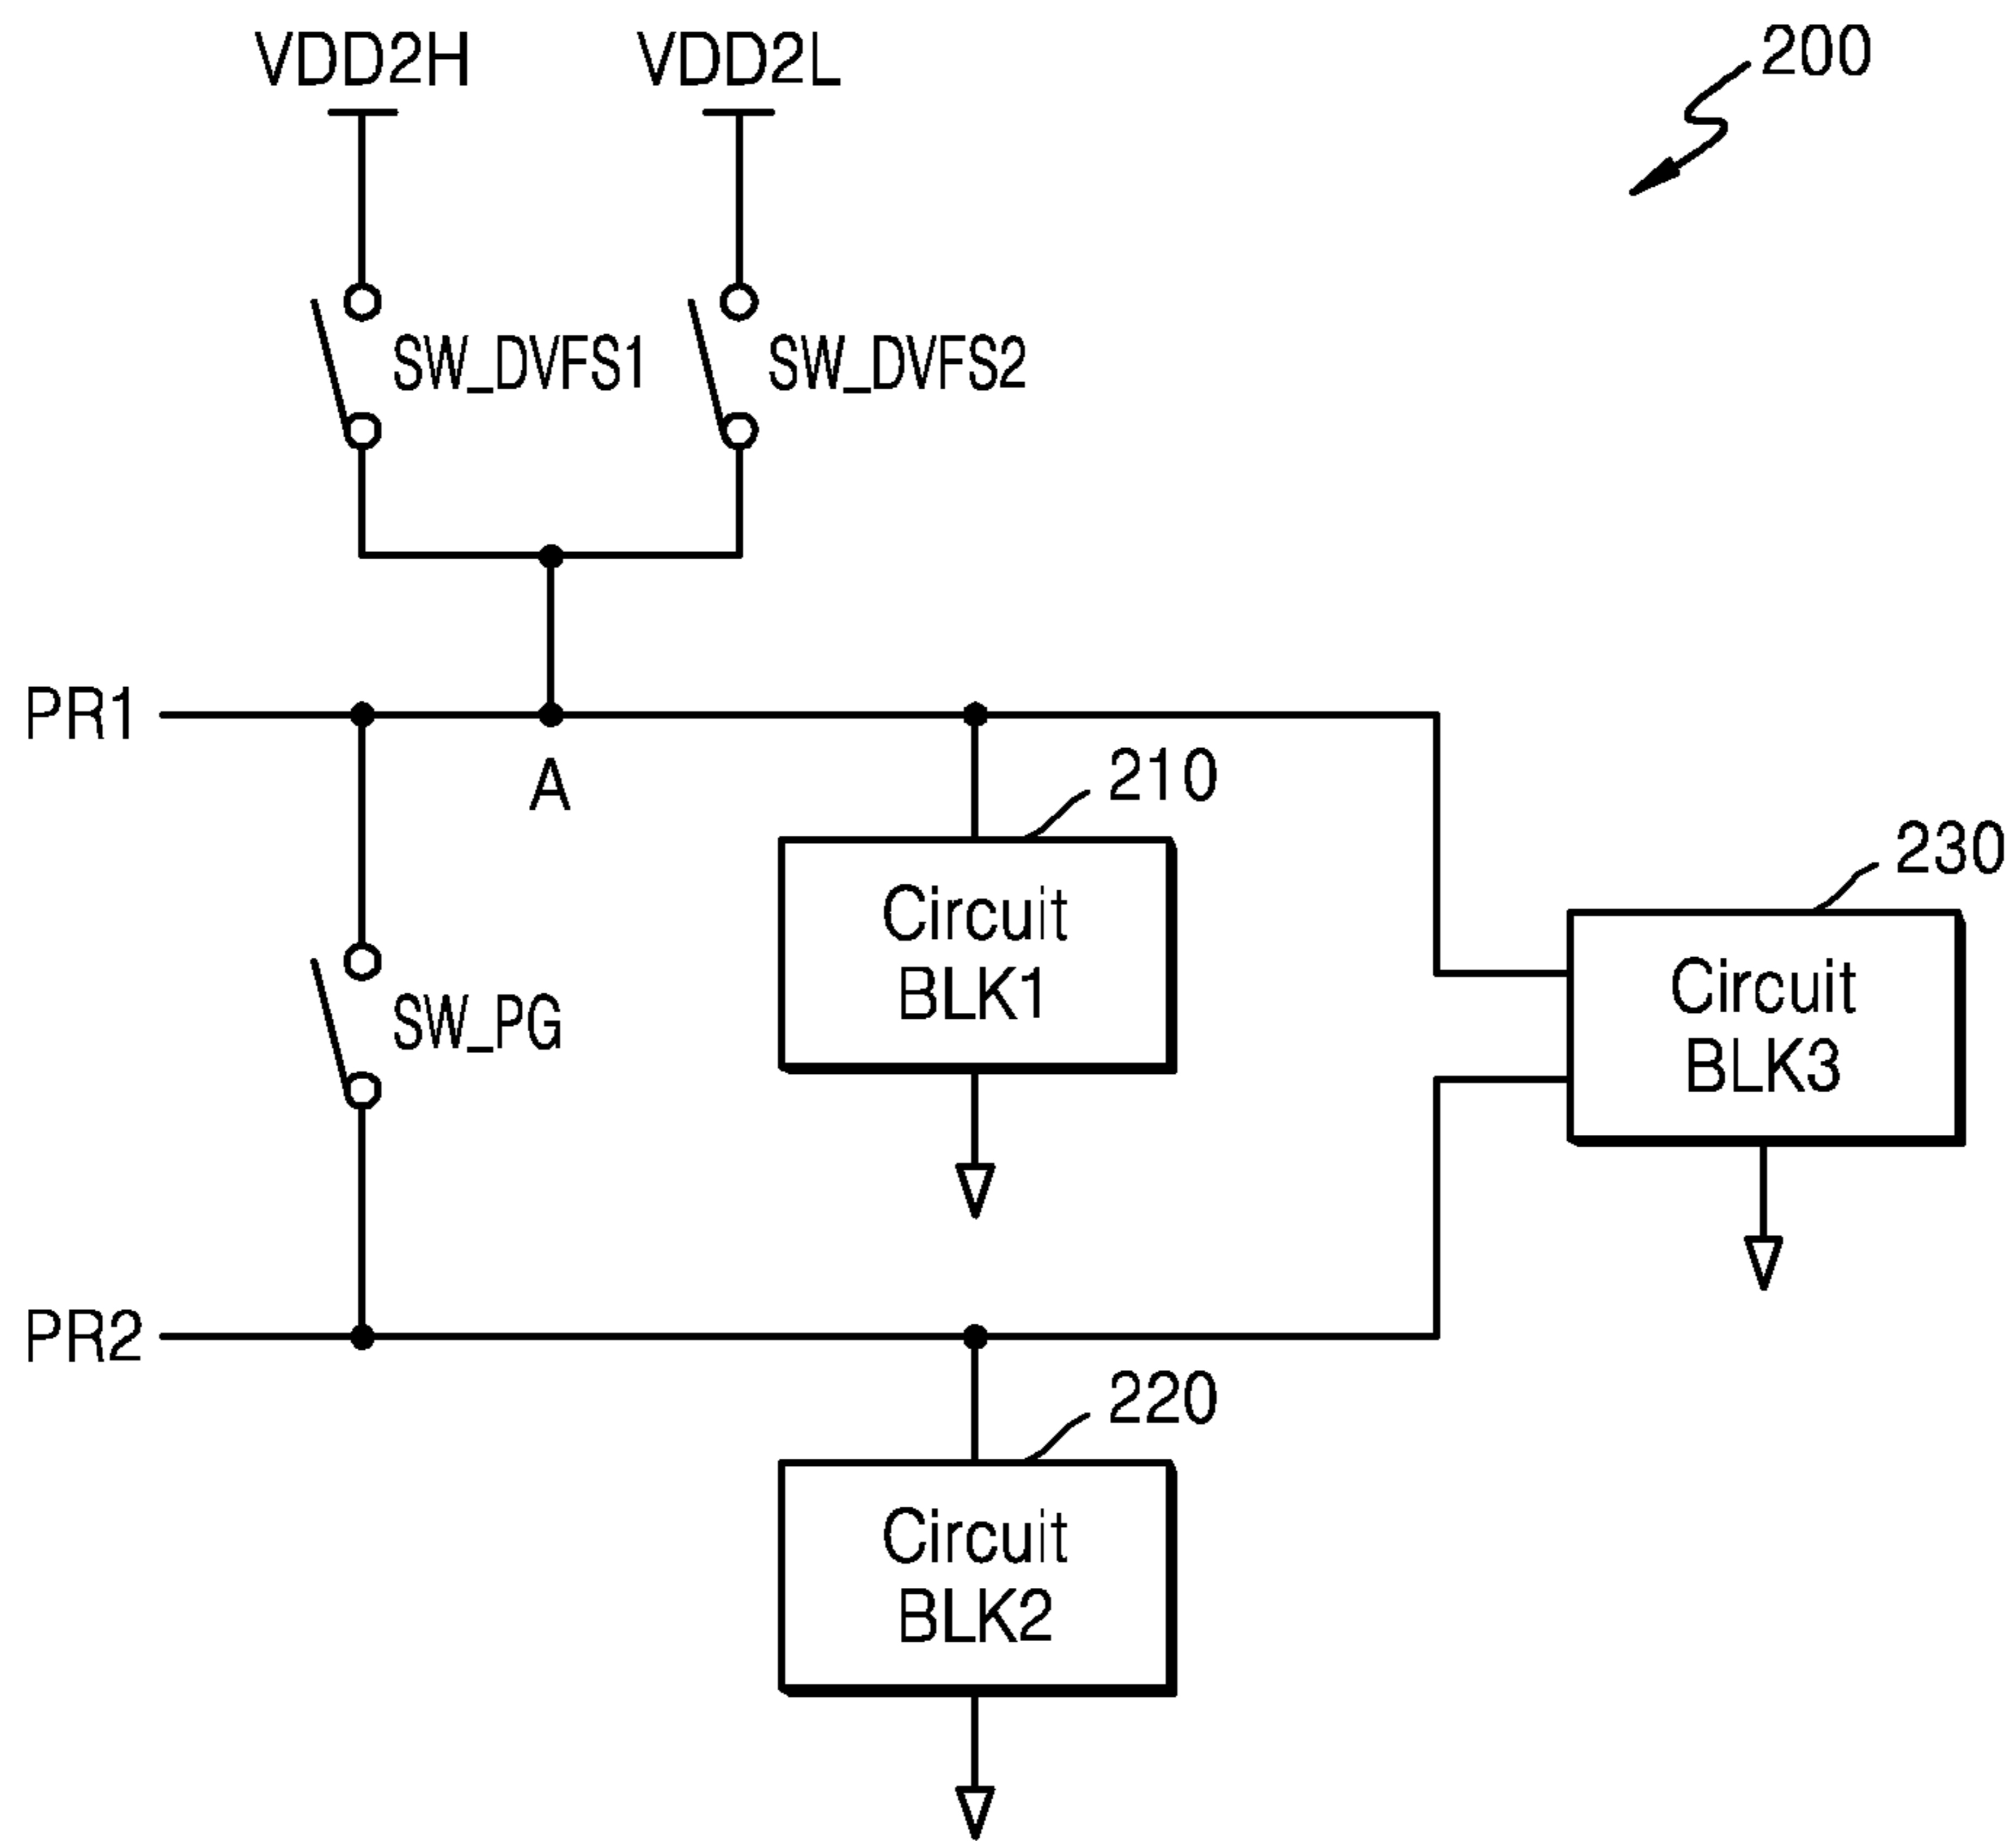 VDD2H
VDD2L
200
SW_DVFS1
SW_DVFS2
PR1
A
210
Circuit
BLK1
230
Circuit
BLK3
SW_PG
PR2
220
Circuit
BLK2